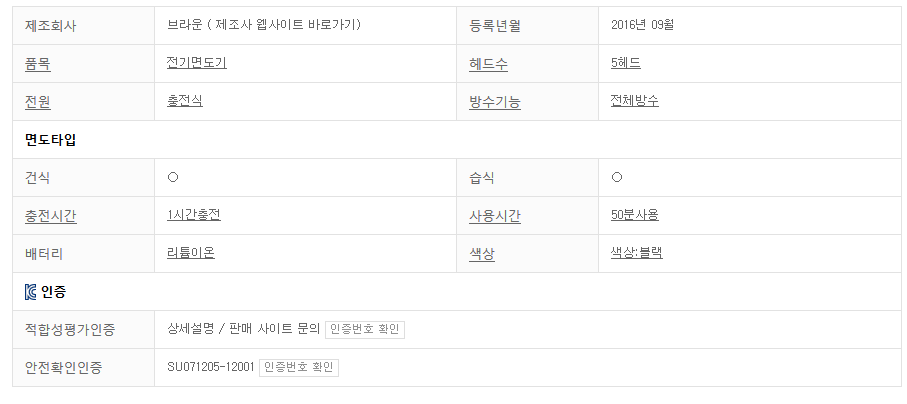 제조회사 브라운 ( 제조사 웹사이트 바로가기) 등록년월 2016년 09월
품목 전기면도기 헤드수 5헤드
전원 충전식 방수기능 전체방수
면도타입
건식 ○ 습식 ○
충전시간 1시간충전 사용시간 50분사용
배터리 리튬이온 색상 색상:블랙
인증
적합성평가인증 상세설명 / 판매 사이트 문의 인증번호 확인
안전확인인증 SU071205-12001 인증번호 확인